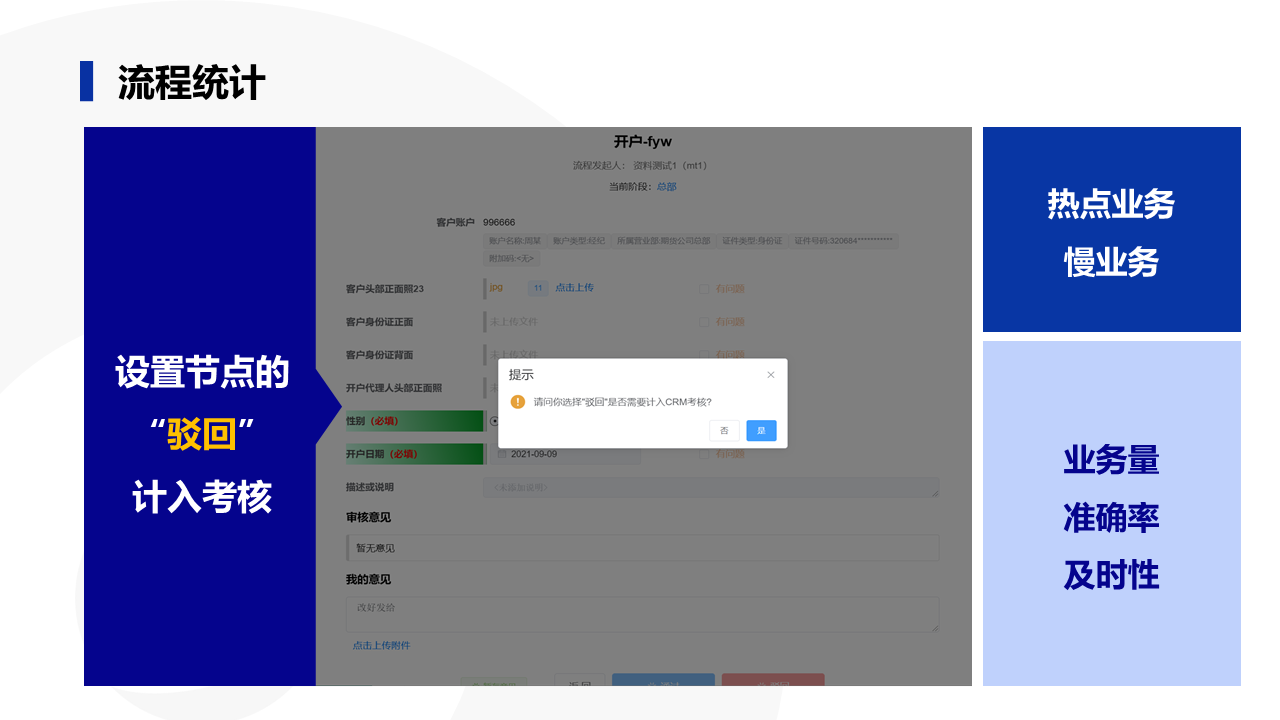 流程统计
设置节点的
“驳回”
计入考核
开户-fyw
流程发起人： 资料测试1（mt1）
当前阶段：总部
客户账户 996666
账户名称:周某 账户类型:经纪 所属营业部:期货公司总部 证件类型:身份证 证件号码:320684***********
附加码:<无>
客户头部正面照23 jpg 11 点击上传 有问题
客户身份证正面 未上传文件 有问题
客户身份证背面 未上传文件 有问题
开户代理人头部正面照
提示
请问你选择"驳回"是否需要计入CRM考核?
否 是
性别（必填）
开户日期（必填） 2021-09-09 有问题
描述或说明 <未添加说明>
审核意见
暂无意见
我的意见
改好发给
点击上传附件
返回
热点业务
慢业务
业务量
准确率
及时性